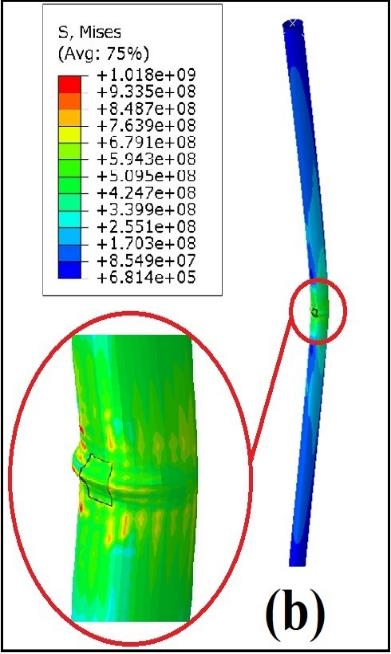 S, Mises
(Avg: 75%)
+1.018e+09
+9.335e+08
+8.487e+08
+7.639e+08
+6.791e+08
+5.943e+08
+5.095e+08
+4.247e+08
+3.399e+08
+2.551e+08
+1.703e+08
+8.549e+07
+6.814e+05
(b)